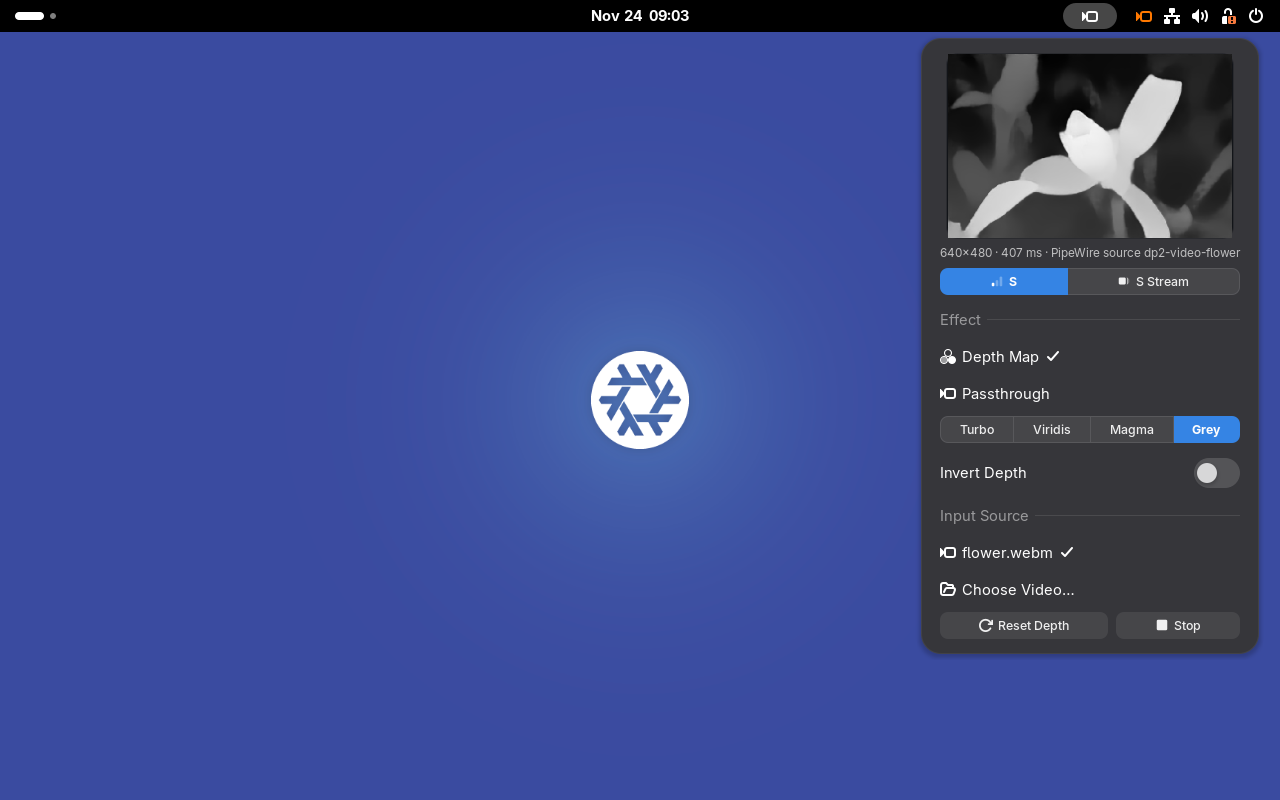 Nov 24 09:03
640×480 · 407 ms · PipeWire source dp2-video-flower
S
S Stream
Effect
Depth Map
Passthrough
Turbo
Viridis
Magma
Grey
Invert Depth
Input Source
flower.webm
Choose Video…
Reset Depth
Stop